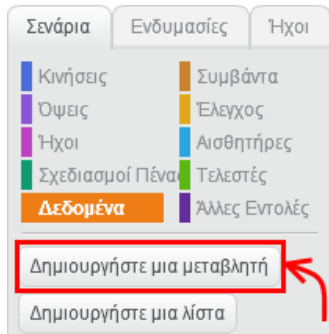 Σενάρια Ενδυμασίες Ήχοι
Κινήσεις Συμβάντα
Όψεις Έλεγχος
Ήχοι Αισθητήρες
Σχεδιασμοί Πένας Τελεστές
Δεδομένα Άλλες Εντολές
Δημιουργήστε μια μεταβλητή
Δημιουργήστε μια λίστα